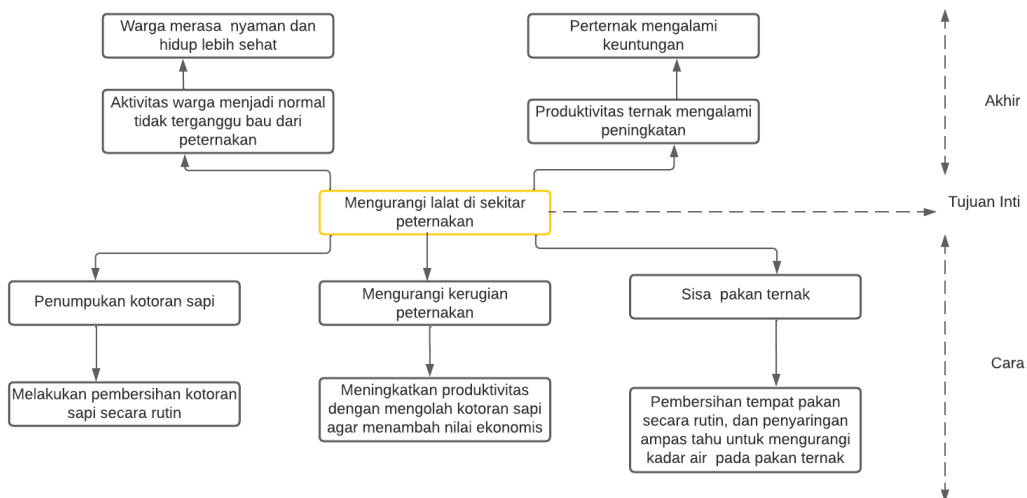 Warga merasa nyaman dan
hidup lebih sehat
Perternak mengalami
keuntungan
Aktivitas warga menjadi normal
tidak terganggu bau dari
peternakan
Produktivitas ternak mengalami
peningkatan
Akhir
Mengurangi lalat di sekitar
peternakan
Tujuan Inti
Penumpukan kotoran sapi
Mengurangi kerugian
peternakan
Sisa pakan ternak
Cara
Melakukan pembersihan kotoran
sapi secara rutin
Meningkatkan produktivitas
dengan mengolah kotoran sapi
agar menambah nilai ekonomis
Pembersihan tempat pakan
secara rutin, dan penyaringan
ampas tahu untuk mengurangi
kadar air pada pakan ternak